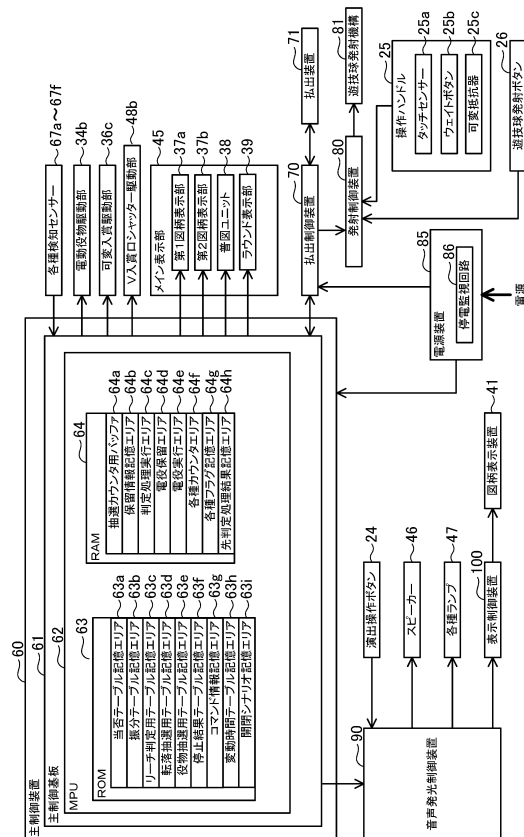 主制御装置
60
主制御基板
61
62
MPU
63
ROM
当否テーブル記憶エリア
63a
振分テーブル記憶エリア
63b
リーチ判定用テーブル記憶エリア
63c
転落抽選用テーブル記憶エリア
63d
役物抽選用テーブル記憶エリア
63e
停止結果テーブル記憶エリア
63f
コマンド情報記憶エリア
63g
変動時間テーブル記憶エリア
63h
開閉シナリオ記憶エリア
63i
64
RAM
抽選カウンタ用バッファ
64a
保留情報記憶エリア
64b
判定処理実行エリア
64c
電役保留エリア
64d
電役実行エリア
64e
各種カウンタエリア
64f
各種フラグ記憶エリア
64g
先判定処理結果記憶エリア
64h
各種検知センサー
67a～67f
電動役物駆動部
34b
可変入賞駆動部
36c
V入賞口シャッター駆動部
48b
メイン表示部
45
第1図柄表示部
37a
第2図柄表示部
37b
普図ユニット
38
ラウンド表示部
39
払出制御装置
70
払出装置
71
発射制御装置
80
遊技球発射機構
81
操作ハンドル
25
タッチセンサー
25a
ウェイトボタン
25b
可変抵抗器
25c
遊技球発射ボタン
26
電源装置
85
停電監視回路
86
電源
音声発光制御装置
90
演出操作ボタン
24
スピーカー
46
各種ランプ
47
表示制御装置
100
図柄表示装置
41